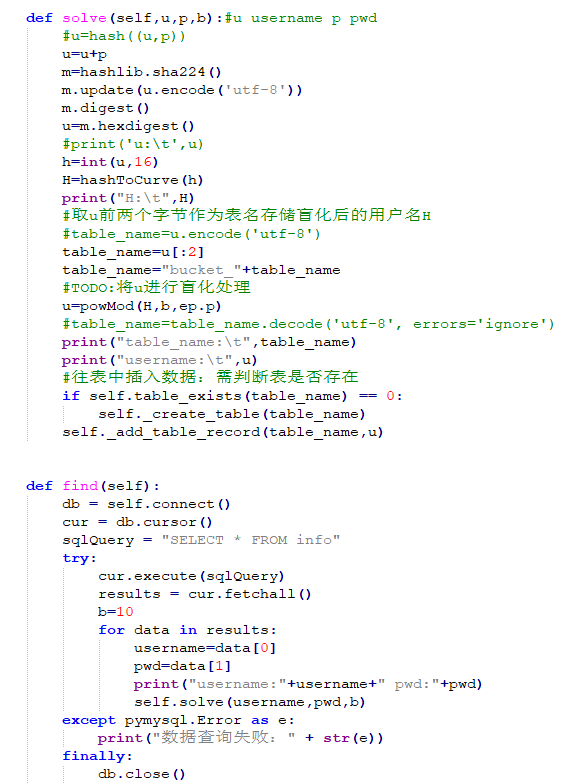 def solve(self,u,p,b):#u username p pwd
#u=hash((u,p))
u=u+p
m=hashlib.sha224()
m.update(u.encode('utf-8'))
m.digest()
u=m.hexdigest()
#print('u:\t',u)
h=int(u,16)
H=hashToCurve(h)
print("H:\t",H)
#取u前两个字节作为表名存储盲化后的用户名H
#table_name=u.encode('utf-8')
table_name=u[:2]
table_name="bucket_"+table_name
#TODO:将u进行盲化处理
u=powMod(H,b,ep.p)
#table_name=table_name.decode('utf-8', errors='ignore')
print("table_name:\t",table_name)
print("username:\t",u)
#往表中插入数据：需判断表是否存在
if self.table_exists(table_name) == 0:
self._create_table(table_name)
self._add_table_record(table_name,u)
def find(self):
db = self.connect()
cur = db.cursor()
sqlQuery = "SELECT * FROM info"
try:
cur.execute(sqlQuery)
results = cur.fetchall()
b=10
for data in results:
username=data[0]
pwd=data[1]
print("username:"+username+" pwd:"+pwd)
self.solve(username,pwd,b)
except pymysql.Error as e:
print("数据查询失败：" + str(e))
finally:
db.close()